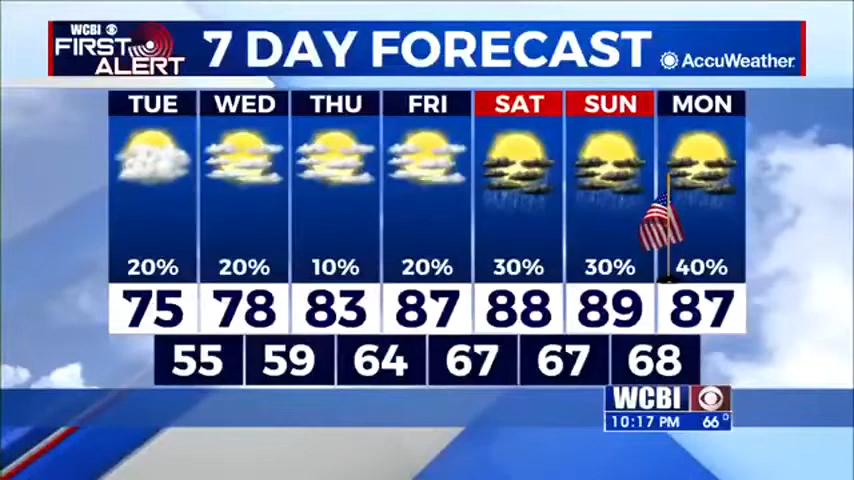 WCBI
FIRST
ALERT
7 DAY FORECAST
AccuWeather
TUE WED THU FRI SAT SUN MON
20% 20% 10% 20% 30% 30% 40%
75 78 83 87 88 89 87
55 59 64 67 67 68
WCBI
10:17 PM 66°